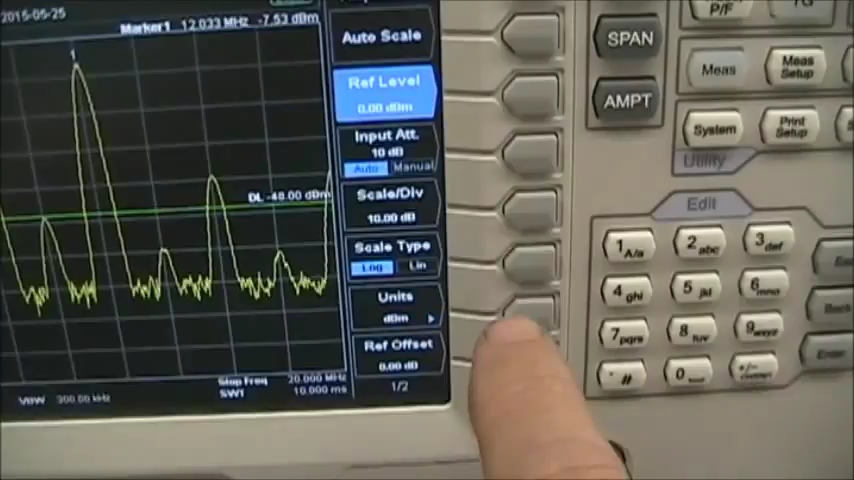 2015-05-25
Marker1 12.033 MHz -7.53 dBm
1
DL -48.00 dBm
Stop Freq 20.000 MHz
VBW 300.00 kHz
SWT 10.000 ms
Auto Scale
Ref Level
0.00 dBm
Input Att.
10 dB
Auto Manual
Scale/Div
10.00 dB
Scale Type
Log Lin
Units
dBm
Ref Offset
0.00 dB
1/2
SPAN
AMPT
P/F
TG
Meas
Meas Setup
System
Print Setup
Utility
Edit
1 A/a
2 abc
3 def
4 ghi
5 jkl
6 mno
7 pqrs
8 tuv
9 wxyz
. #
0
+/-
Back
Enter